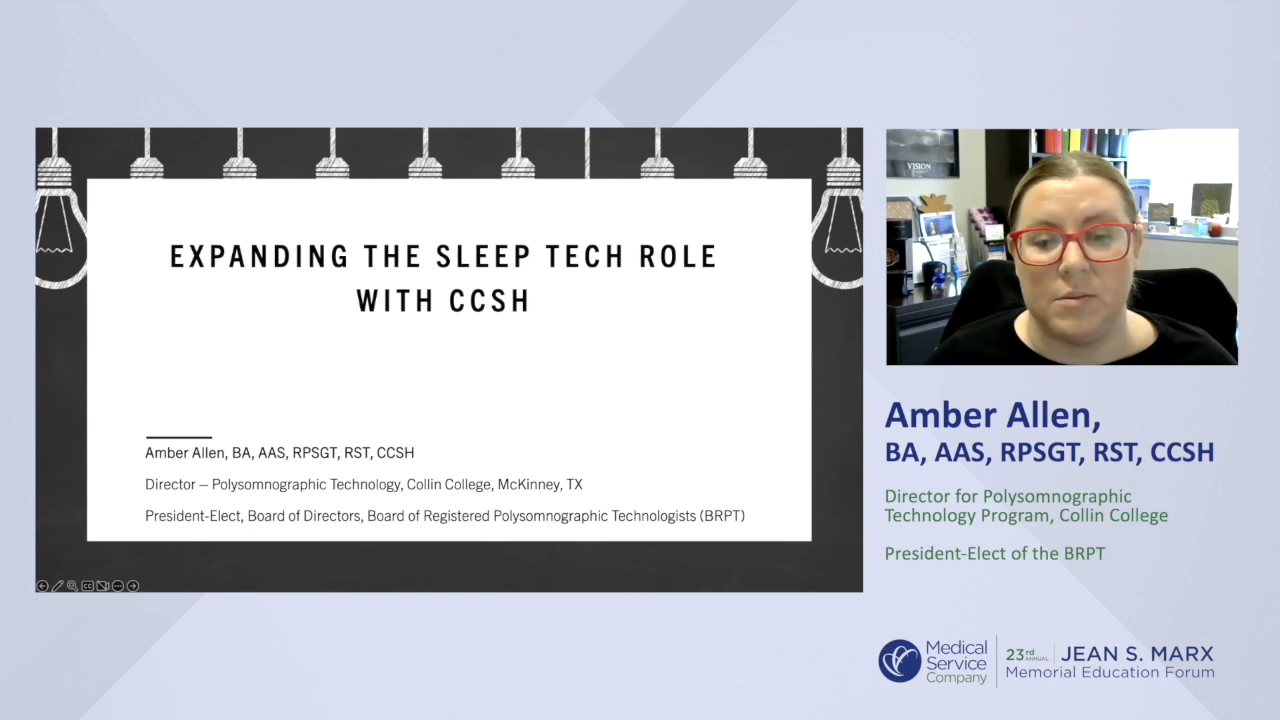 EXPANDING THE SLEEP TECH ROLE
WITH CCSH
Amber Allen, BA, AAS, RPSGT, RST, CCSH
Director – Polysomnographic Technology, Collin College, McKinney, TX
President-Elect, Board of Directors, Board of Registered Polysomnographic Technologists (BRPT)
VISION
Amber Allen,
BA, AAS, RPSGT, RST, CCSH
Director for Polysomnographic
Technology Program, Collin College
President-Elect of the BRPT
Medical
Service
Company
23rd ANNUAL JEAN S. MARX
Memorial Education Forum